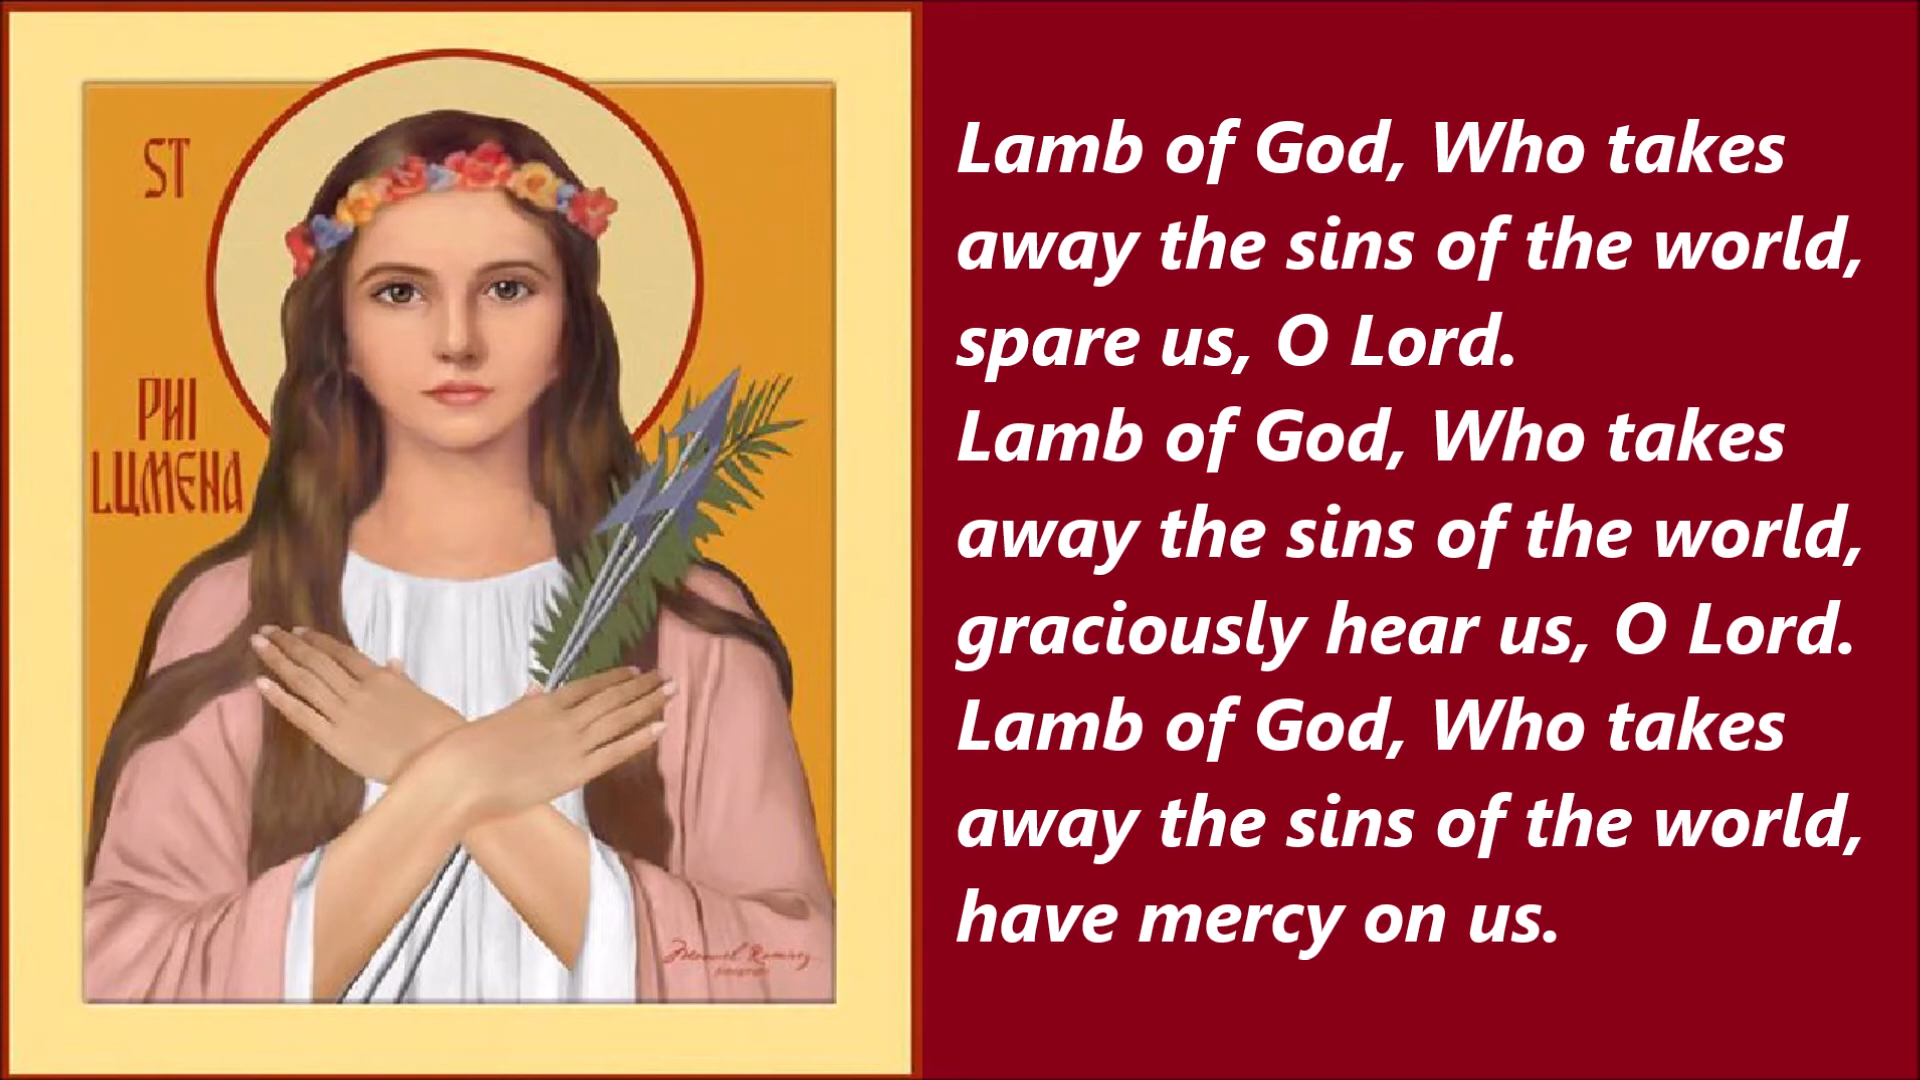 ST
PHI
LUMENA
Lamb of God, Who takes
away the sins of the world,
spare us, O Lord.
Lamb of God, Who takes
away the sins of the world,
graciously hear us, O Lord.
Lamb of God, Who takes
away the sins of the world,
have mercy on us.